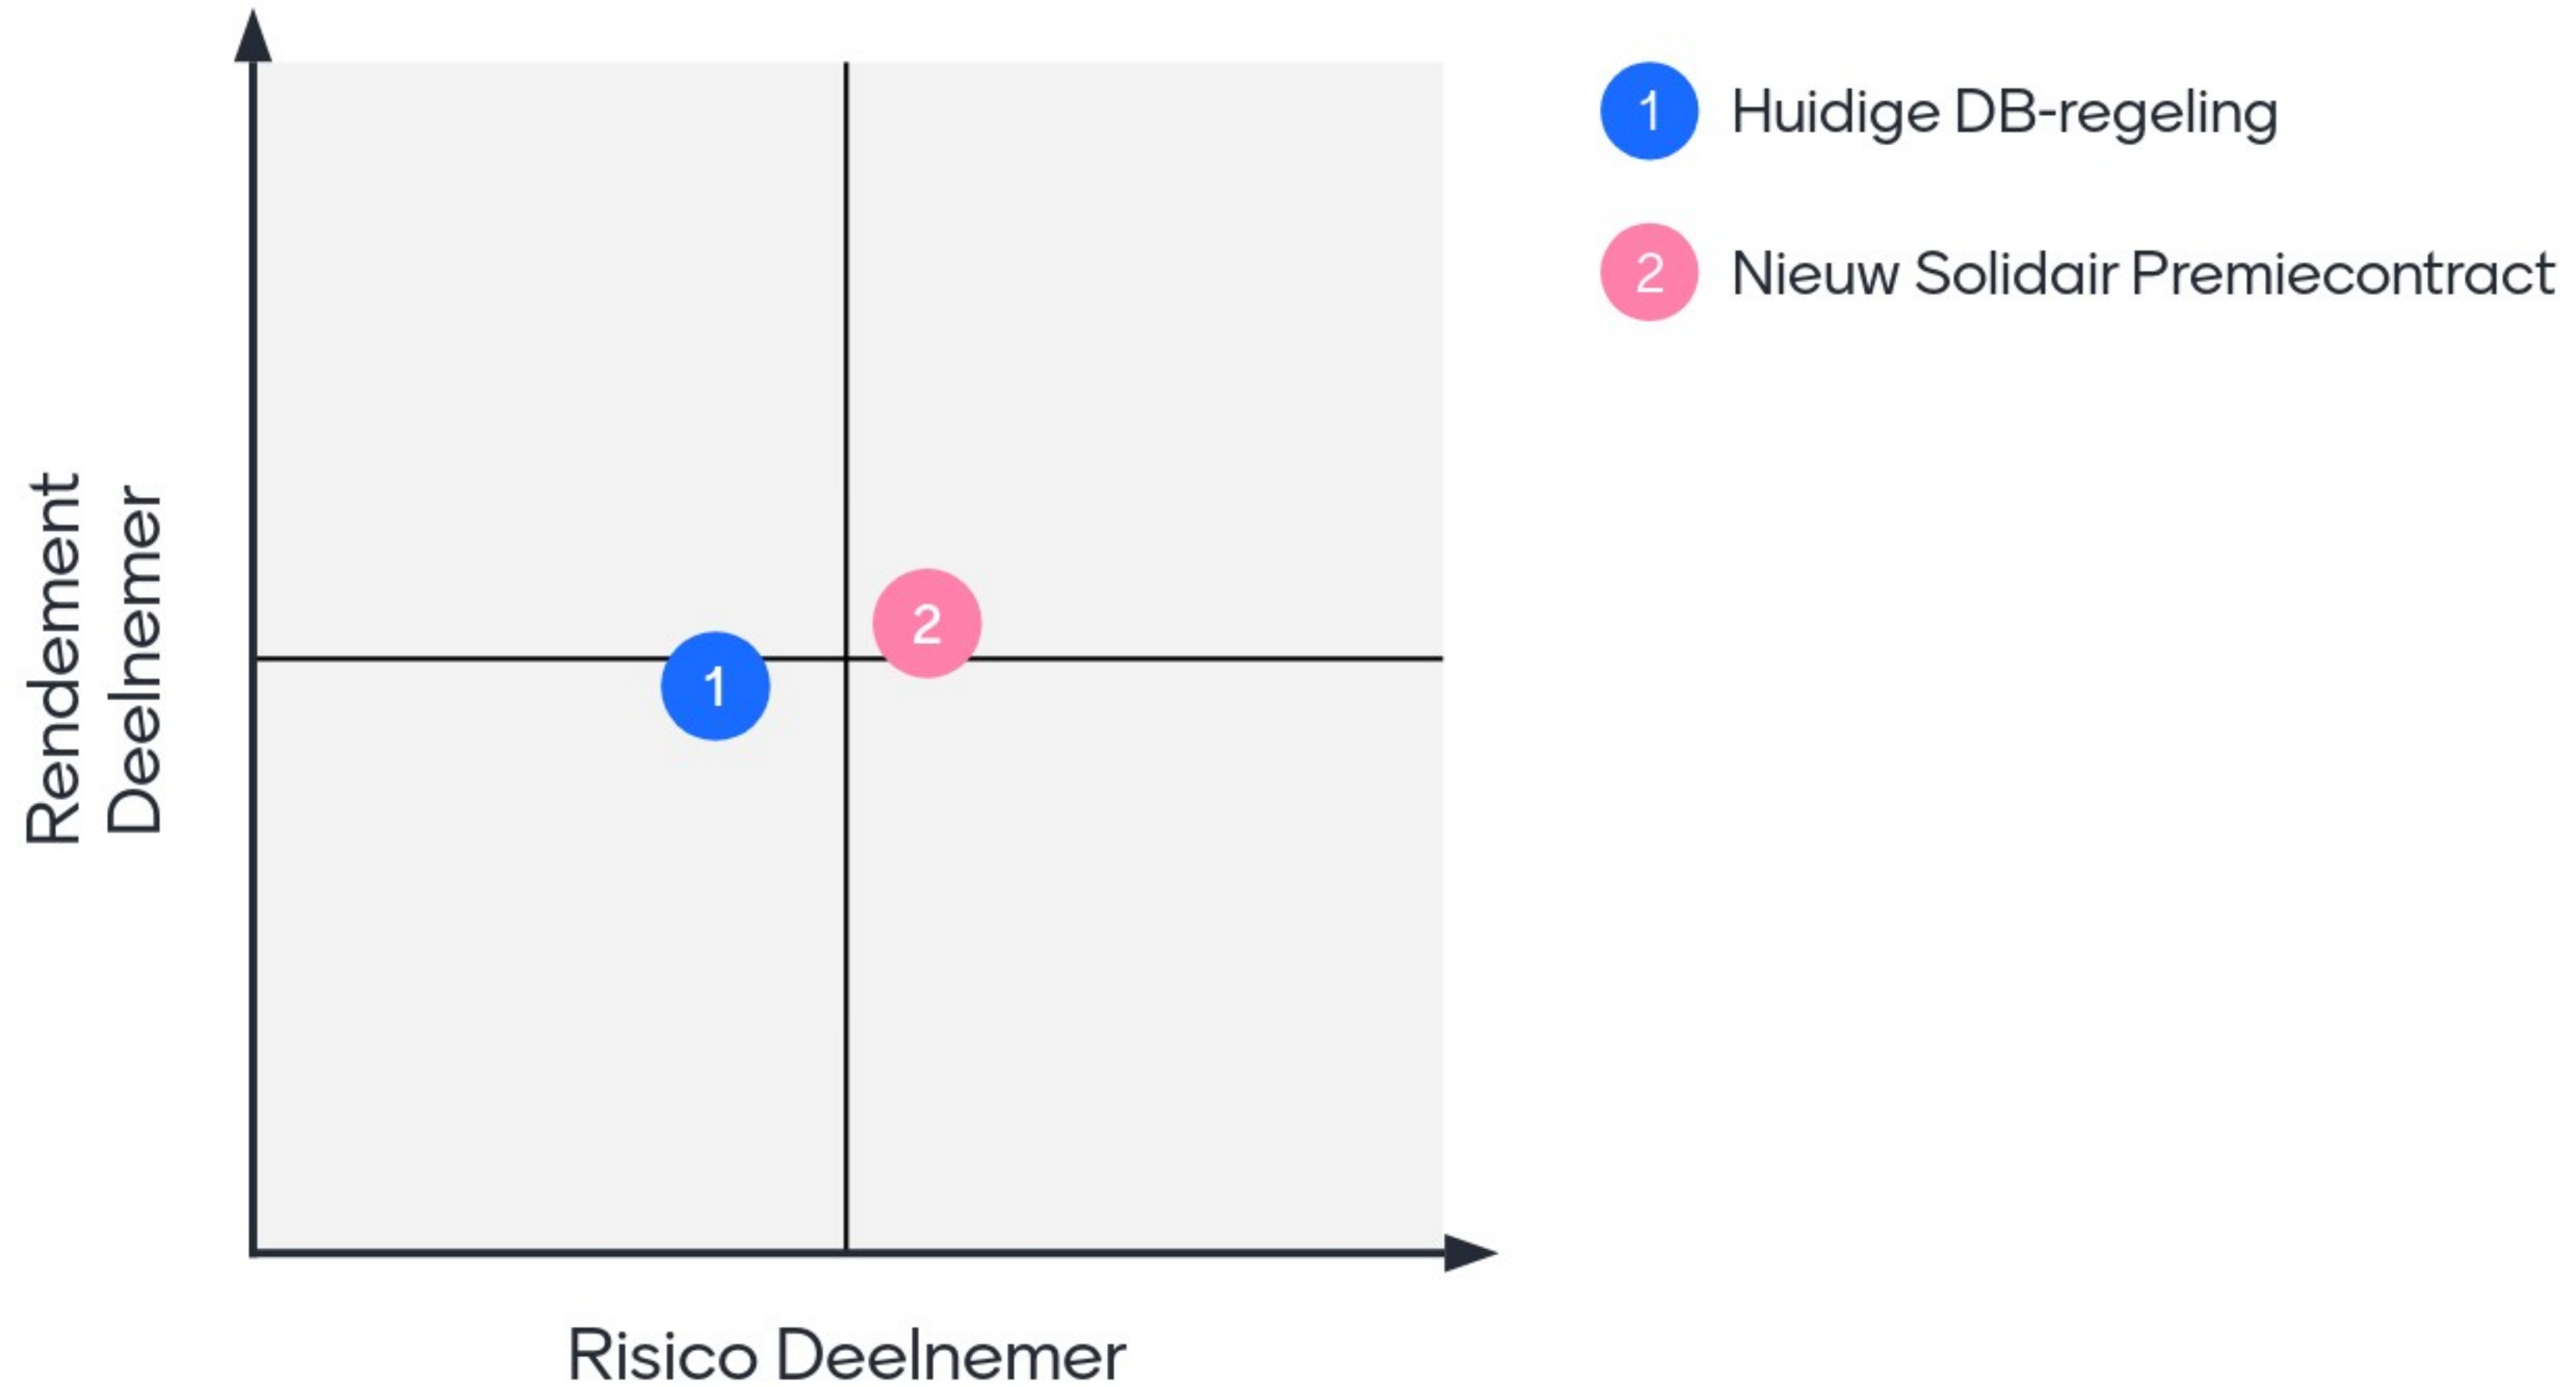 1 Huidige DB-regeling
2 Nieuw Solidair Premiecontract
Rendement
Deelnemer
2
1
Risico Deelnemer